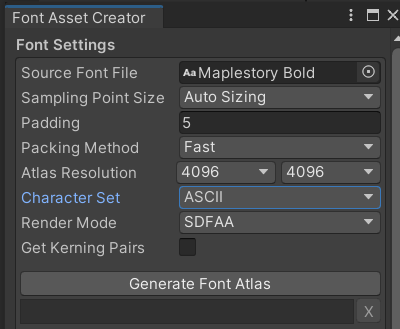 Font Asset Creator
Font Settings
Source Font File Aa Maplestory Bold
Sampling Point Size Auto Sizing
Padding 5
Packing Method Fast
Atlas Resolution 4096 4096
Character Set ASCII
Render Mode SDFAA
Get Kerning Pairs
Generate Font Atlas
X